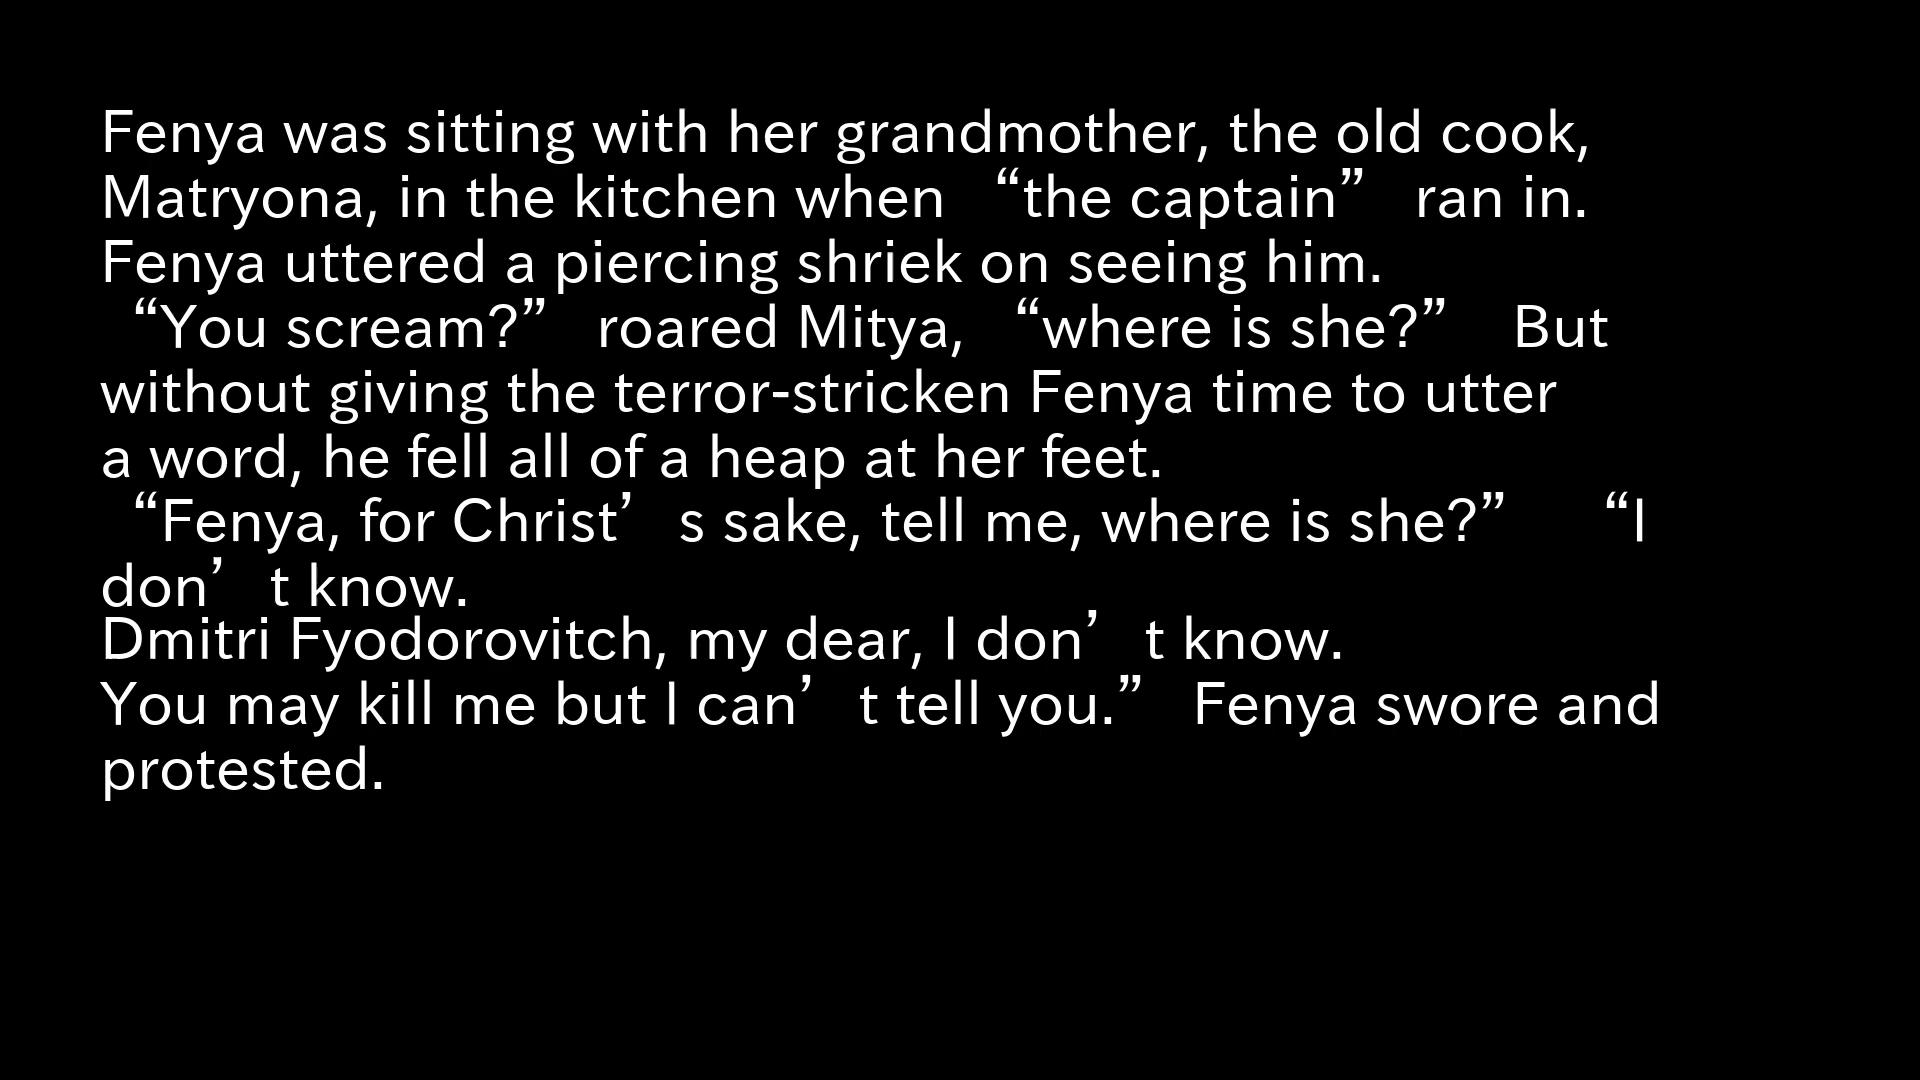 Fenya was sitting with her grandmother, the old cook,
Matryona, in the kitchen when “the captain” ran in.
Fenya uttered a piercing shriek on seeing him.
“You scream?” roared Mitya, “where is she?” But
without giving the terror-stricken Fenya time to utter
a word, he fell all of a heap at her feet.
“Fenya, for Christ’s sake, tell me, where is she?” “I
don’t know.
Dmitri Fyodorovitch, my dear, I don’t know.
You may kill me but I can’t tell you.” Fenya swore and
protested.